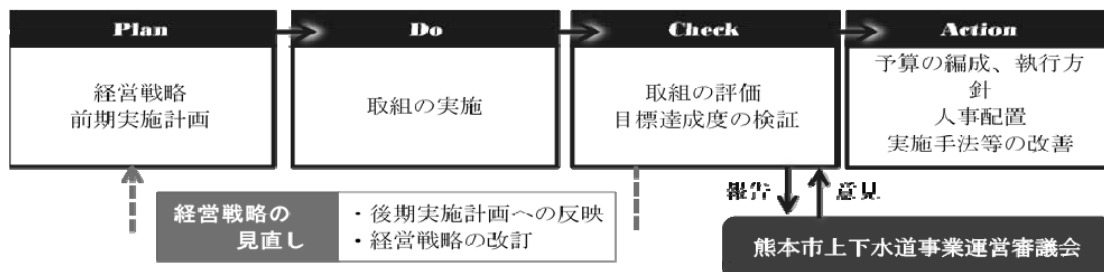 Plan
経営戦略
前期実施計画
Do
取組の実施
Check
取組の評価
目標達成度の検証
Action
予算の編成、執行方
針
人事配置
実施手法等の改善
経営戦略の
見直し
・後期実施計画への反映
・経営戦略の改訂
報告
意見
熊本市上下水道事業運営審議会